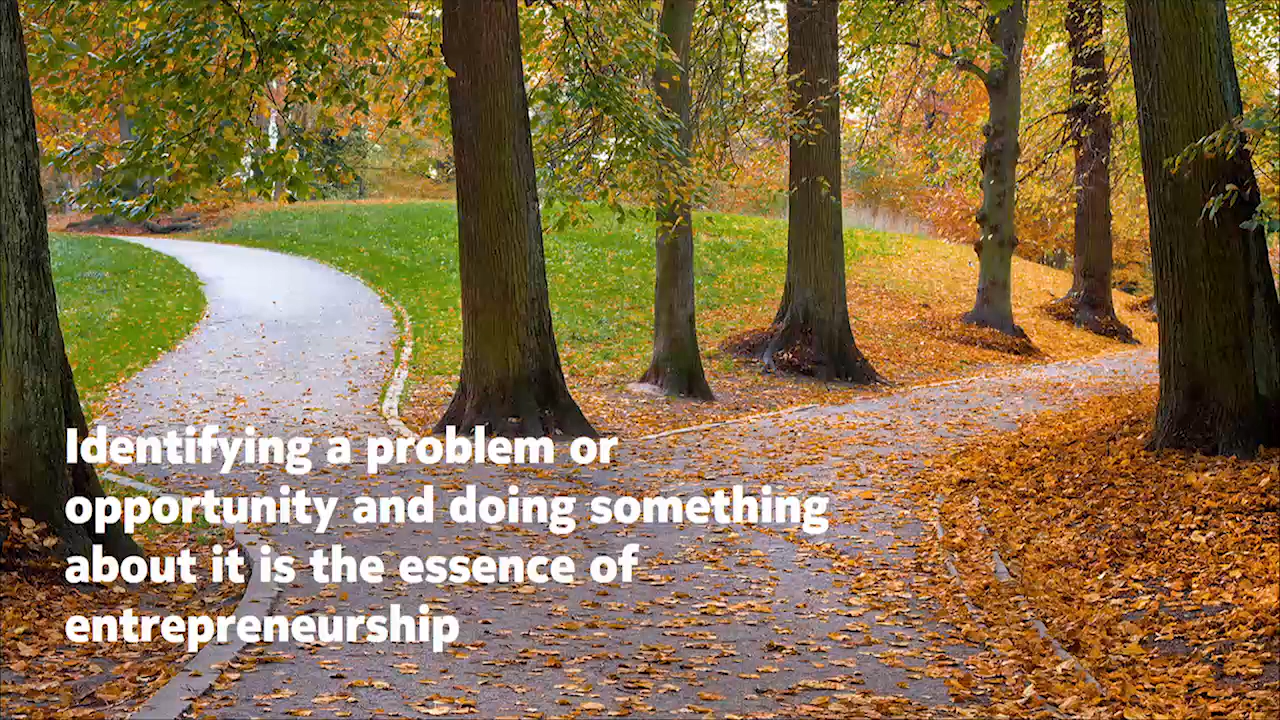 Identifying a problem or
opportunity and doing something
about it is the essence of
entrepreneurship